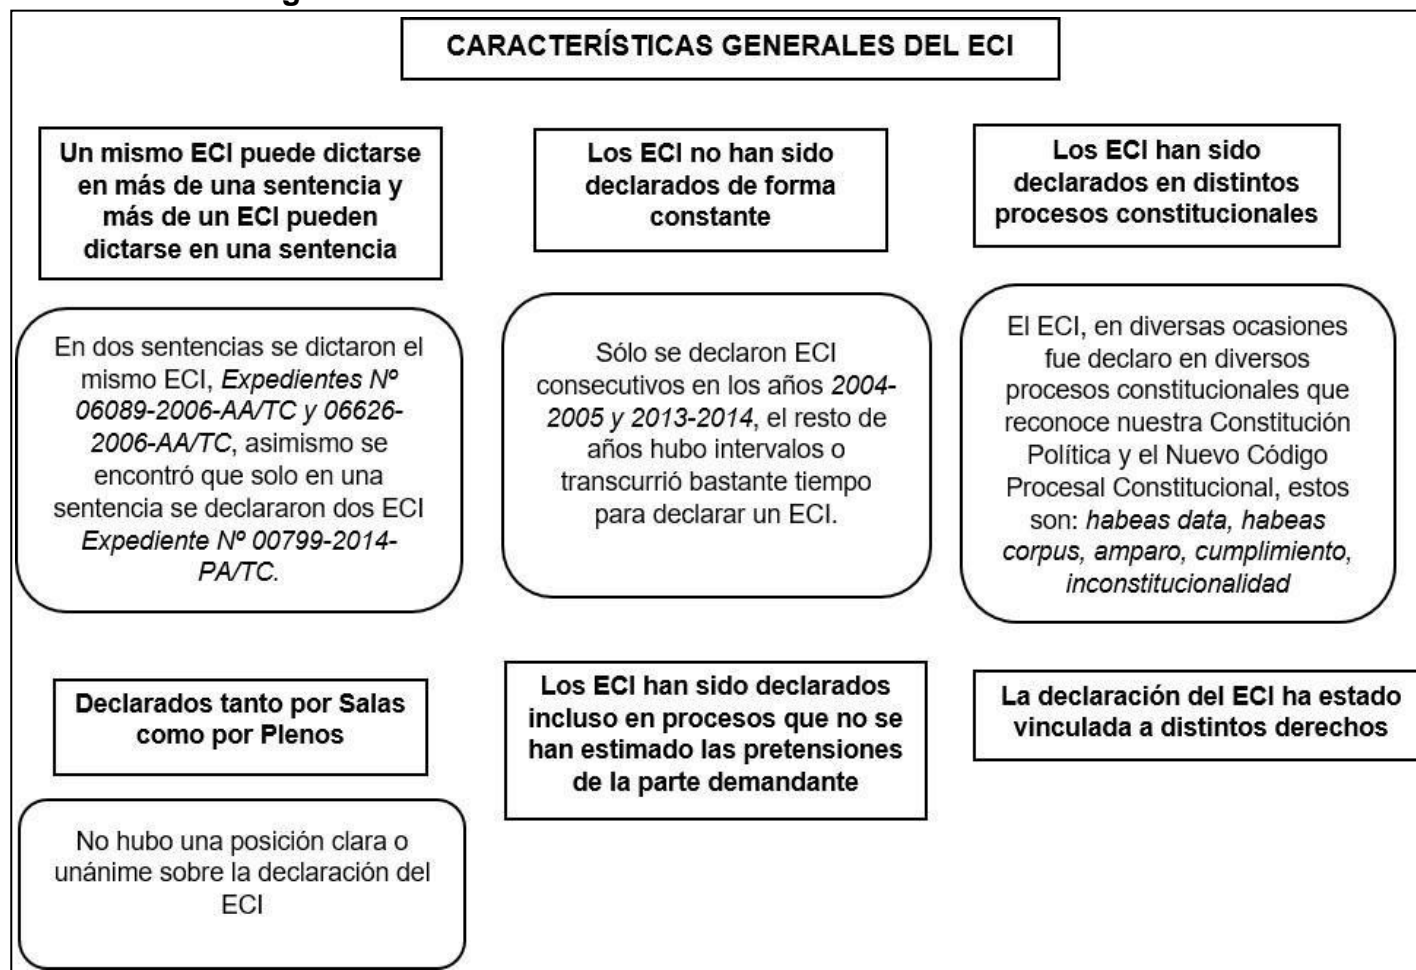 CARACTERÍSTICAS GENERALES DEL ECI
Un mismo ECI puede dictarse
en más de una sentencia y
más de un ECI pueden
dictarse en una sentencia
Los ECI no han sido
declarados de forma
constante
Los ECI han sido
declarados en distintos
procesos constitucionales
En dos sentencias se dictaron el
mismo ECI, Expedientes Nº
06089-2006-AA/TC y 06626-
2006-AA/TC, asimismo se
encontró que solo en una
sentencia se declararon dos ECI
Expediente Nº 00799-2014-
PA/TC.
Sólo se declaron ECI
consecutivos en los años 2004-
2005 y 2013-2014, el resto de
años hubo intervalos o
transcurrió bastante tiempo
para declarar un ECI.
El ECI, en diversas ocasiones
fue declaro en diversos
procesos constitucionales que
reconoce nuestra Constitución
Política y el Nuevo Código
Procesal Constitucional, estos
son: habeas data, habeas
corpus, amparo, cumplimiento,
inconstitucionalidad
Declarados tanto por Salas
como por Plenos
Los ECI han sido declarados
incluso en procesos que no se
han estimado las pretensiones
de la parte demandante
La declaración del ECI ha estado
vinculada a distintos derechos
No hubo una posición clara o
unánime sobre la declaración del
ECI